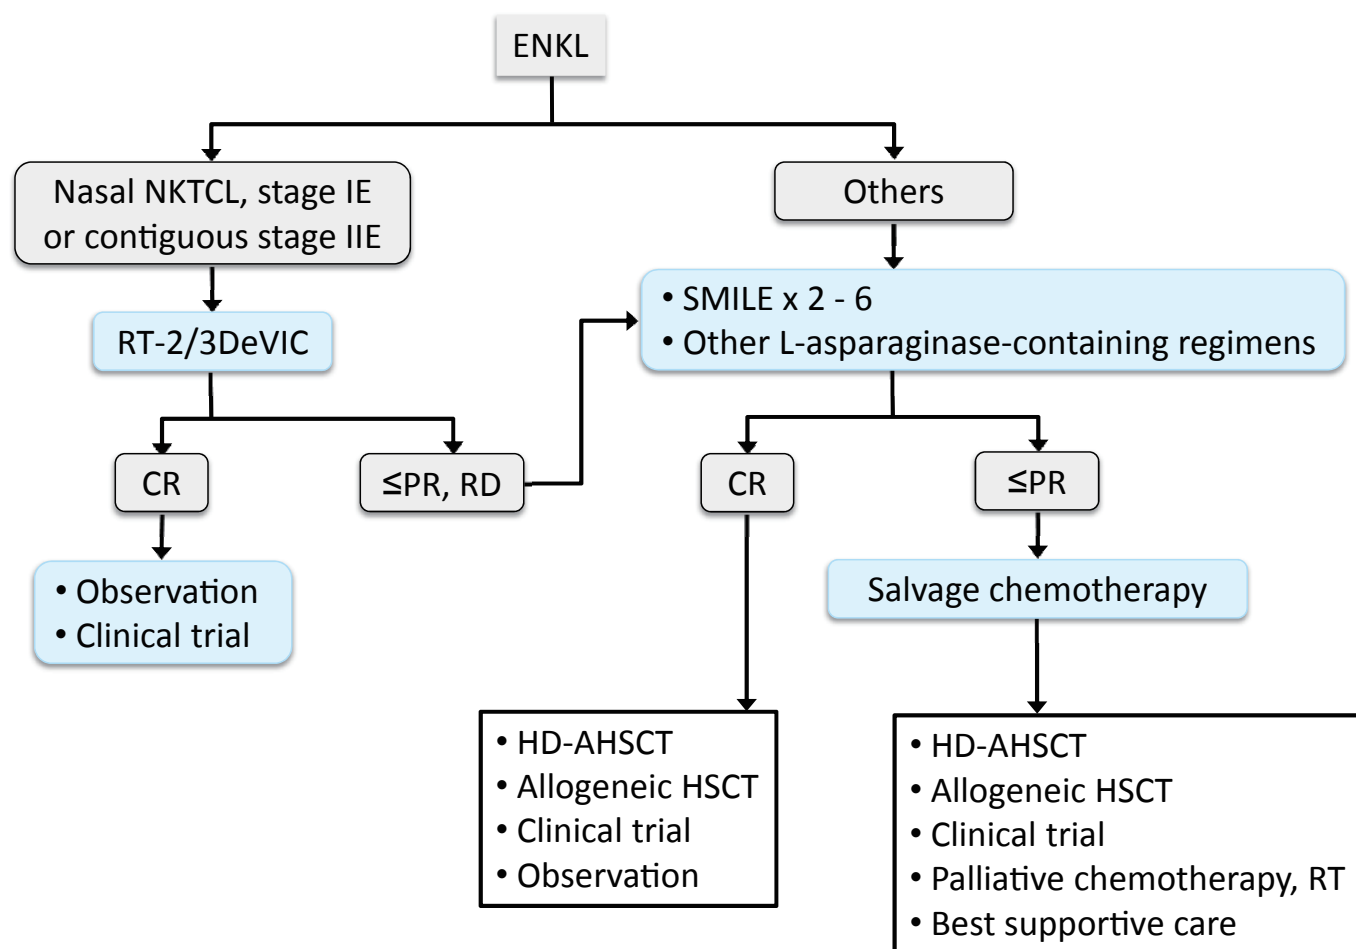 ENKL
Nasal NKTCL, stage IE
or contiguous stage IIE
Others
RT-2/3DeVIC
• SMILE x 2 - 6
• Other L-asparaginase-containing regimens
CR
≤PR, RD
CR
≤PR
• Observation
• Clinical trial
Salvage chemotherapy
• HD-AHSCT
• Allogeneic HSCT
• Clinical trial
• Observation
• HD-AHSCT
• Allogeneic HSCT
• Clinical trial
• Palliative chemotherapy, RT
• Best supportive care